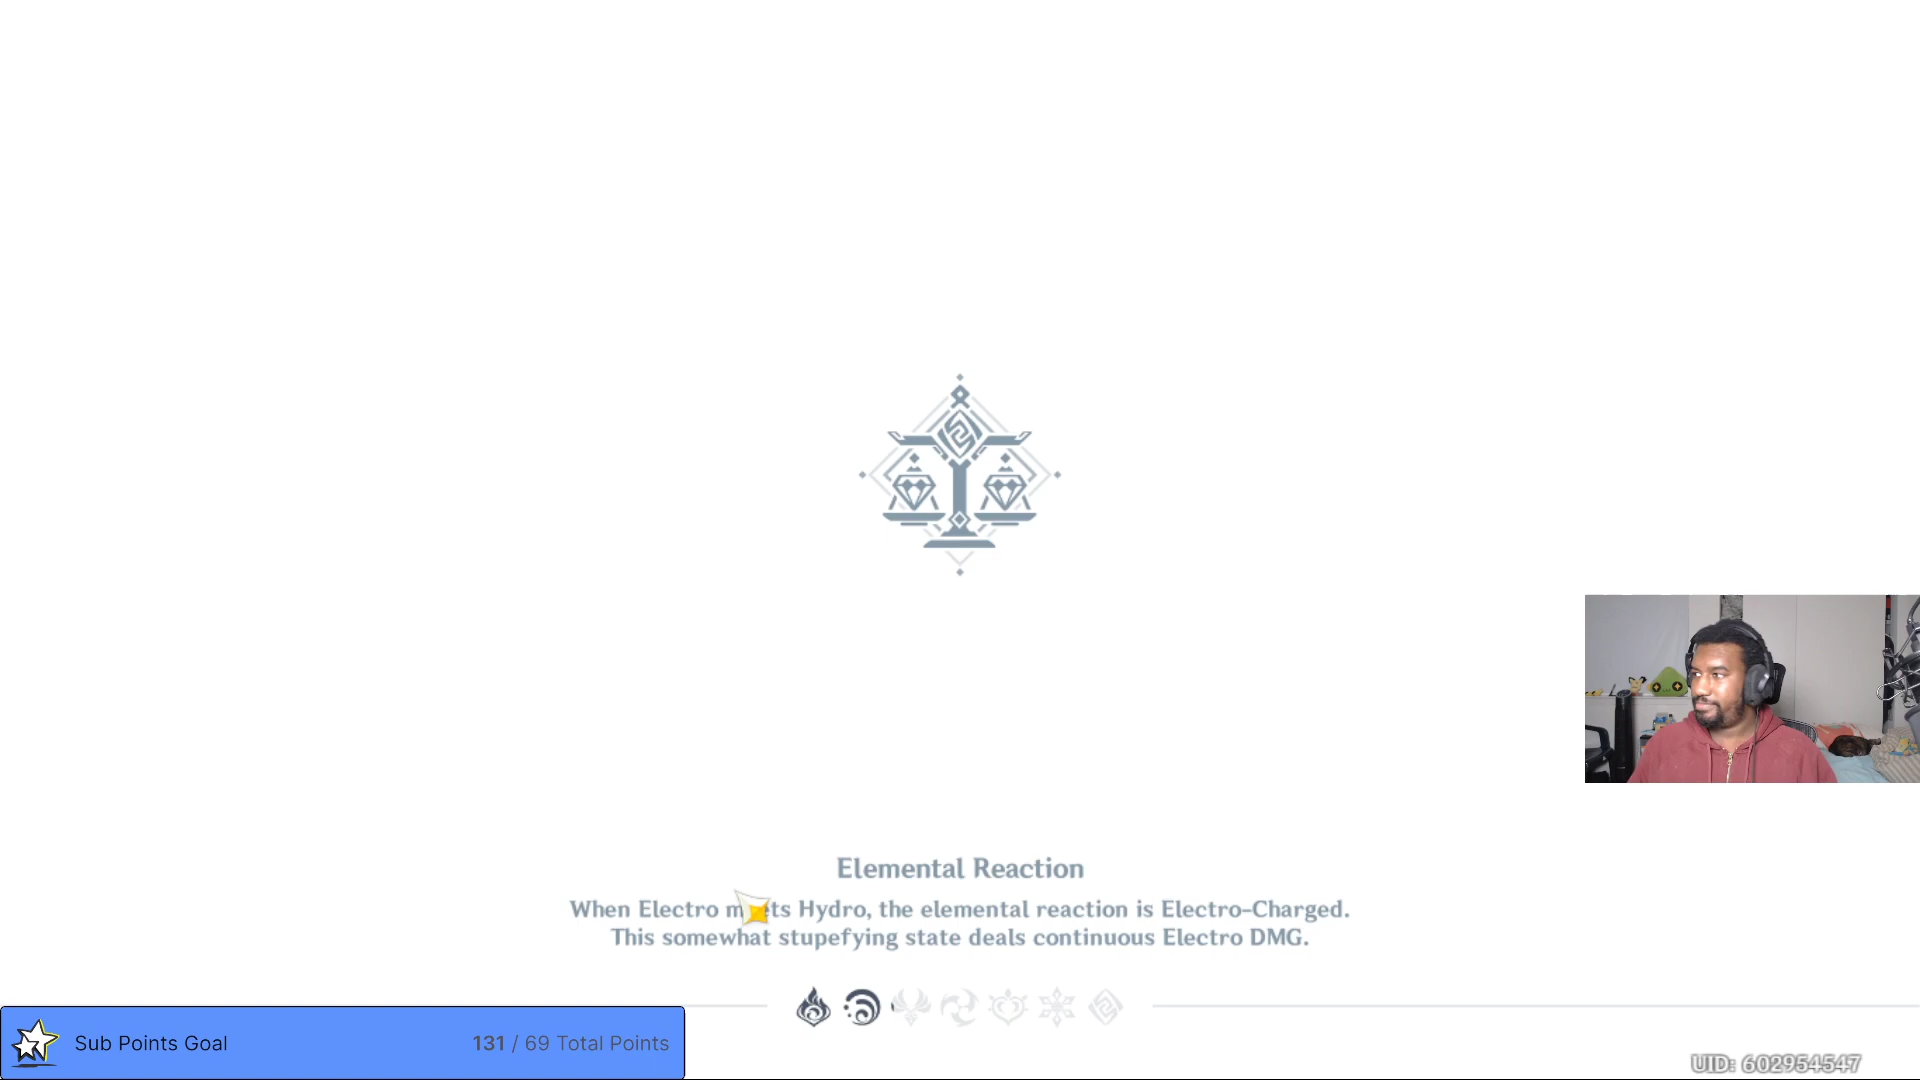 Elemental Reaction
When Electro meets Hydro, the elemental reaction is Electro-Charged.
This somewhat stupefying state deals continuous Electro DMG.
Sub Points Goal 131 / 69 Total Points
UID: 602954547